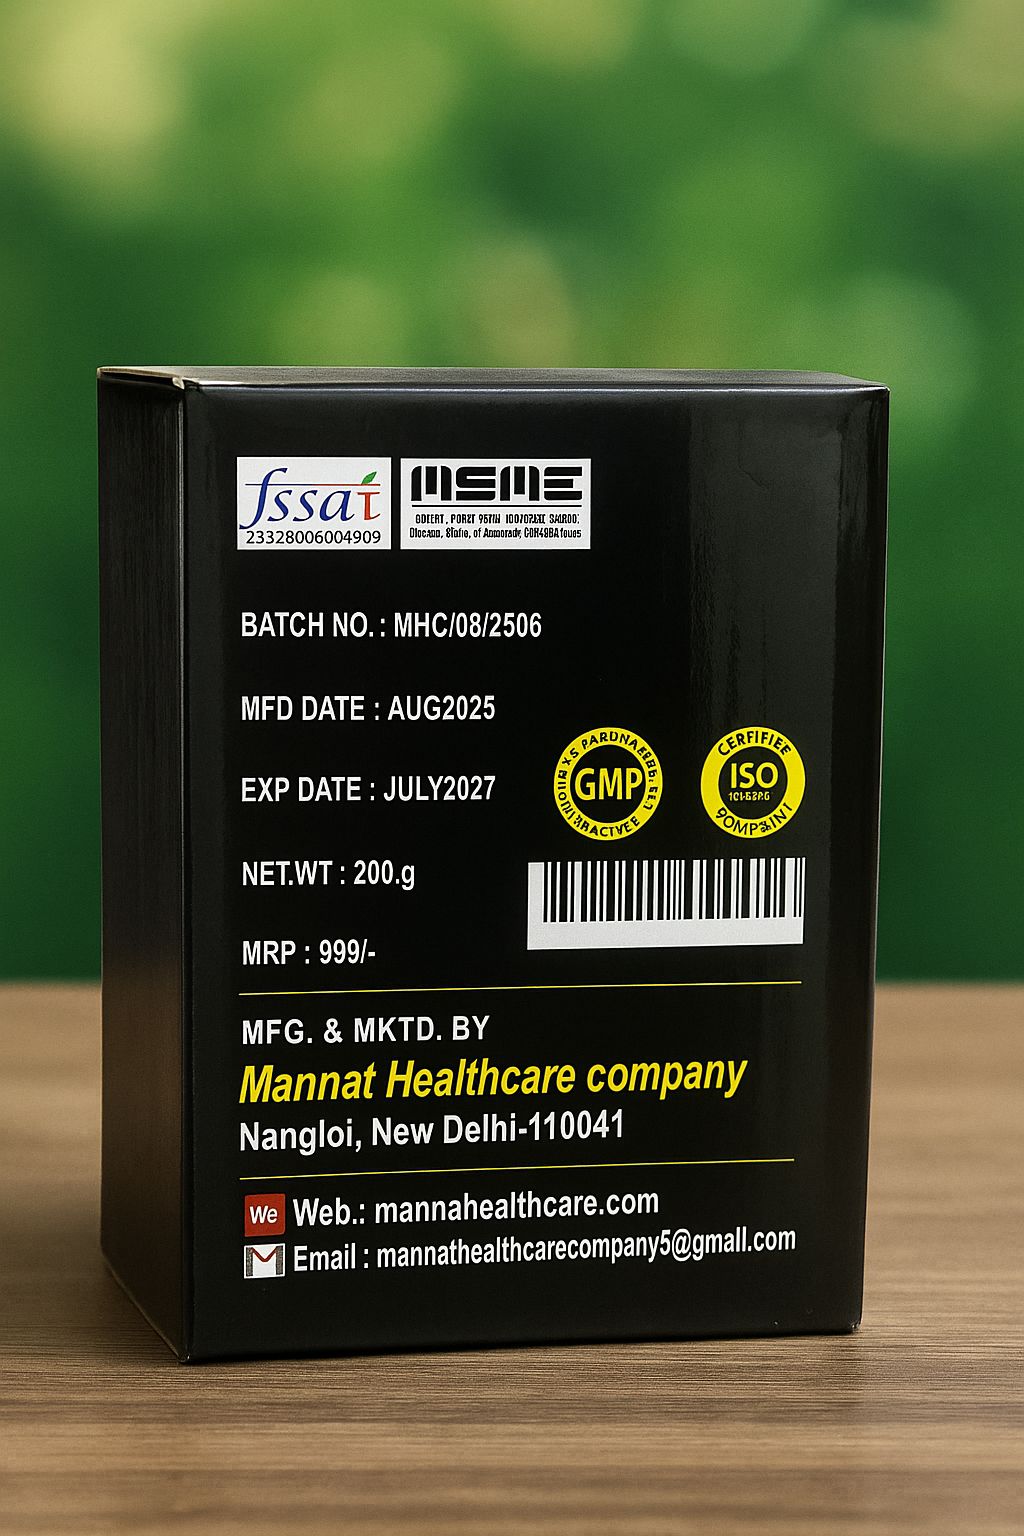 fssai
23328006004909
MSME
BATCH NO. : MHC/08/2506
MFD DATE : AUG2025
EXP DATE : JULY2027
GMP
CERFIFIEE
ISO
NET.WT : 200.g
MRP : 999/-
MFG. & MKTD. BY
Mannat Healthcare company
Nangloi, New Delhi-110041
We Web.: mannahealthcare.com
Email : mannathealthcarecompany5@gmall.com